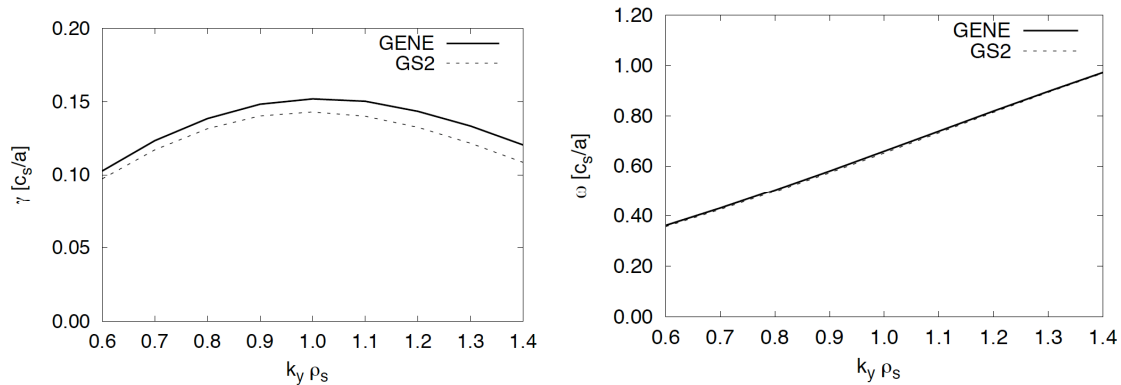 0.20
0.15
0.10
0.05
0.00
γ [c_s/a]
GENE
GS2
0.6 0.7 0.8 0.9 1.0 1.1 1.2 1.3 1.4
k_y ρ_s
1.20
1.00
0.80
0.60
0.40
0.20
0.00
ω [c_s/a]
GENE
GS2
0.6 0.7 0.8 0.9 1.0 1.1 1.2 1.3 1.4
k_y ρ_s